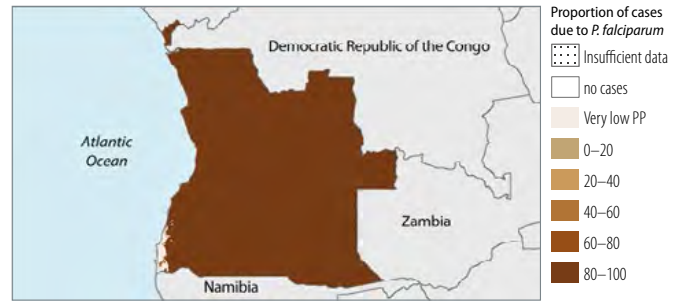 Democratic Republic of the Congo
Atlantic
Ocean
Zambia
Namibia
Proportion of cases
due to P. falciparum
Insufficient data
no cases
Very low PP
0–20
20–40
40–60
60–80
80–100